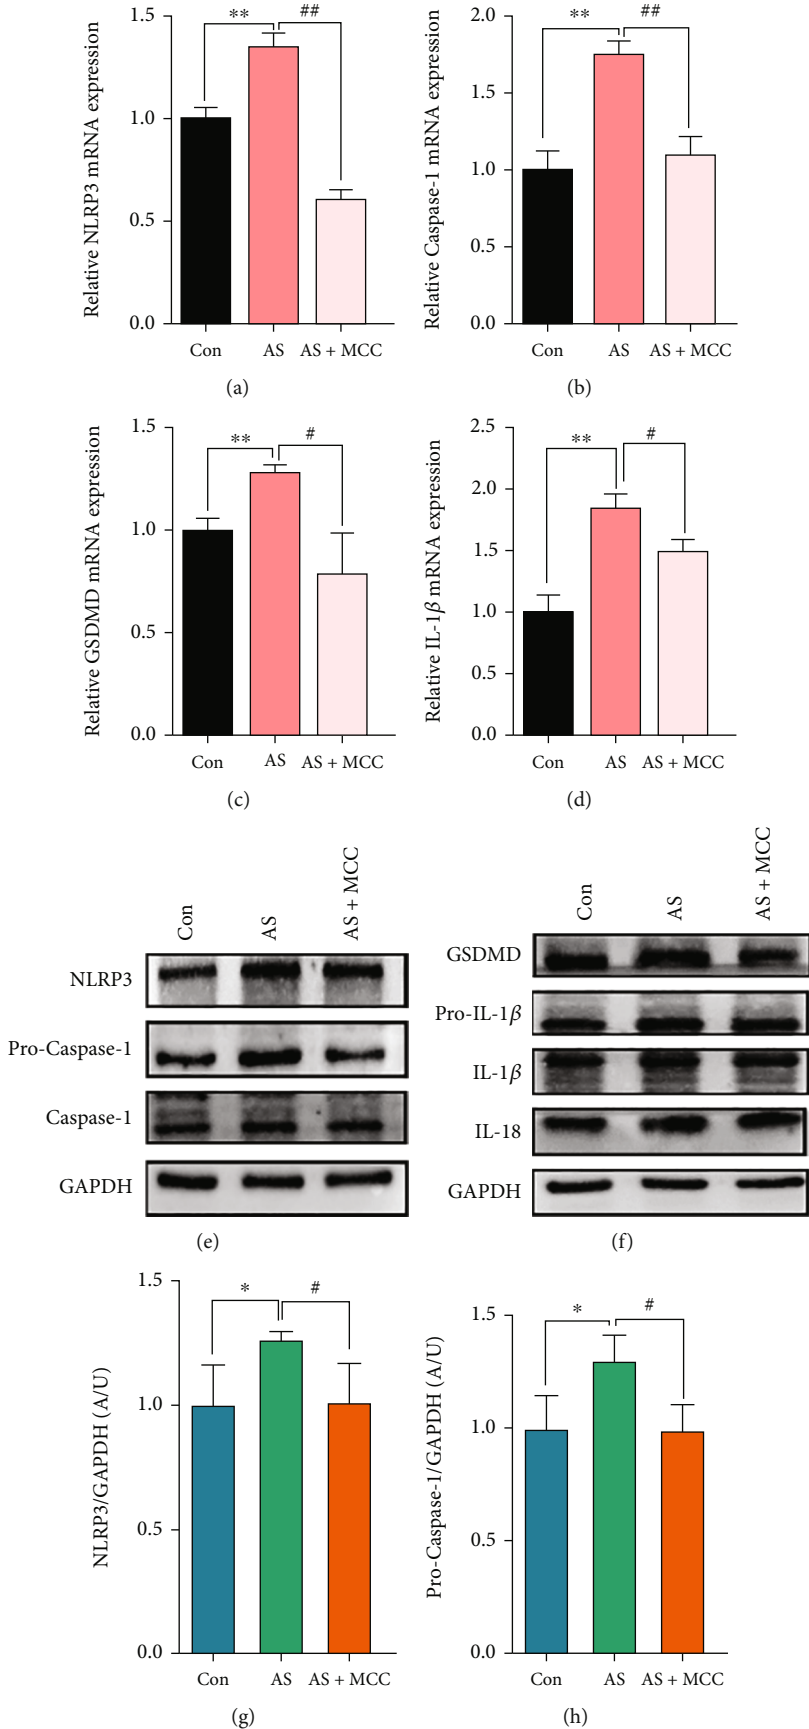 Relative NLRP3 mRNA expression
1.5
1.0
0.5
0.0
**
##
Con
AS
AS + MCC
(a)
Relative Caspase-1 mRNA expression
2.0
1.5
1.0
0.5
0.0
**
##
Con
AS
AS + MCC
(b)
Relative GSDMD mRNA expression
1.5
1.0
0.5
0.0
**
#
Con
AS
AS + MCC
(c)
Relative IL-1β mRNA expression
2.5
2.0
1.5
1.0
0.5
0.0
**
#
Con
AS
AS + MCC
(d)
Con
AS
AS + MCC
NLRP3
Pro-Caspase-1
Caspase-1
GAPDH
(e)
Con
AS
AS + MCC
GSDMD
Pro-IL-1β
IL-1β
IL-18
GAPDH
(f)
NLRP3/GAPDH (A/U)
1.5
1.0
0.5
0.0
*
#
Con
AS
AS + MCC
(g)
Pro-Caspase-1/GAPDH (A/U)
1.5
1.0
0.5
0.0
*
#
Con
AS
AS + MCC
(h)